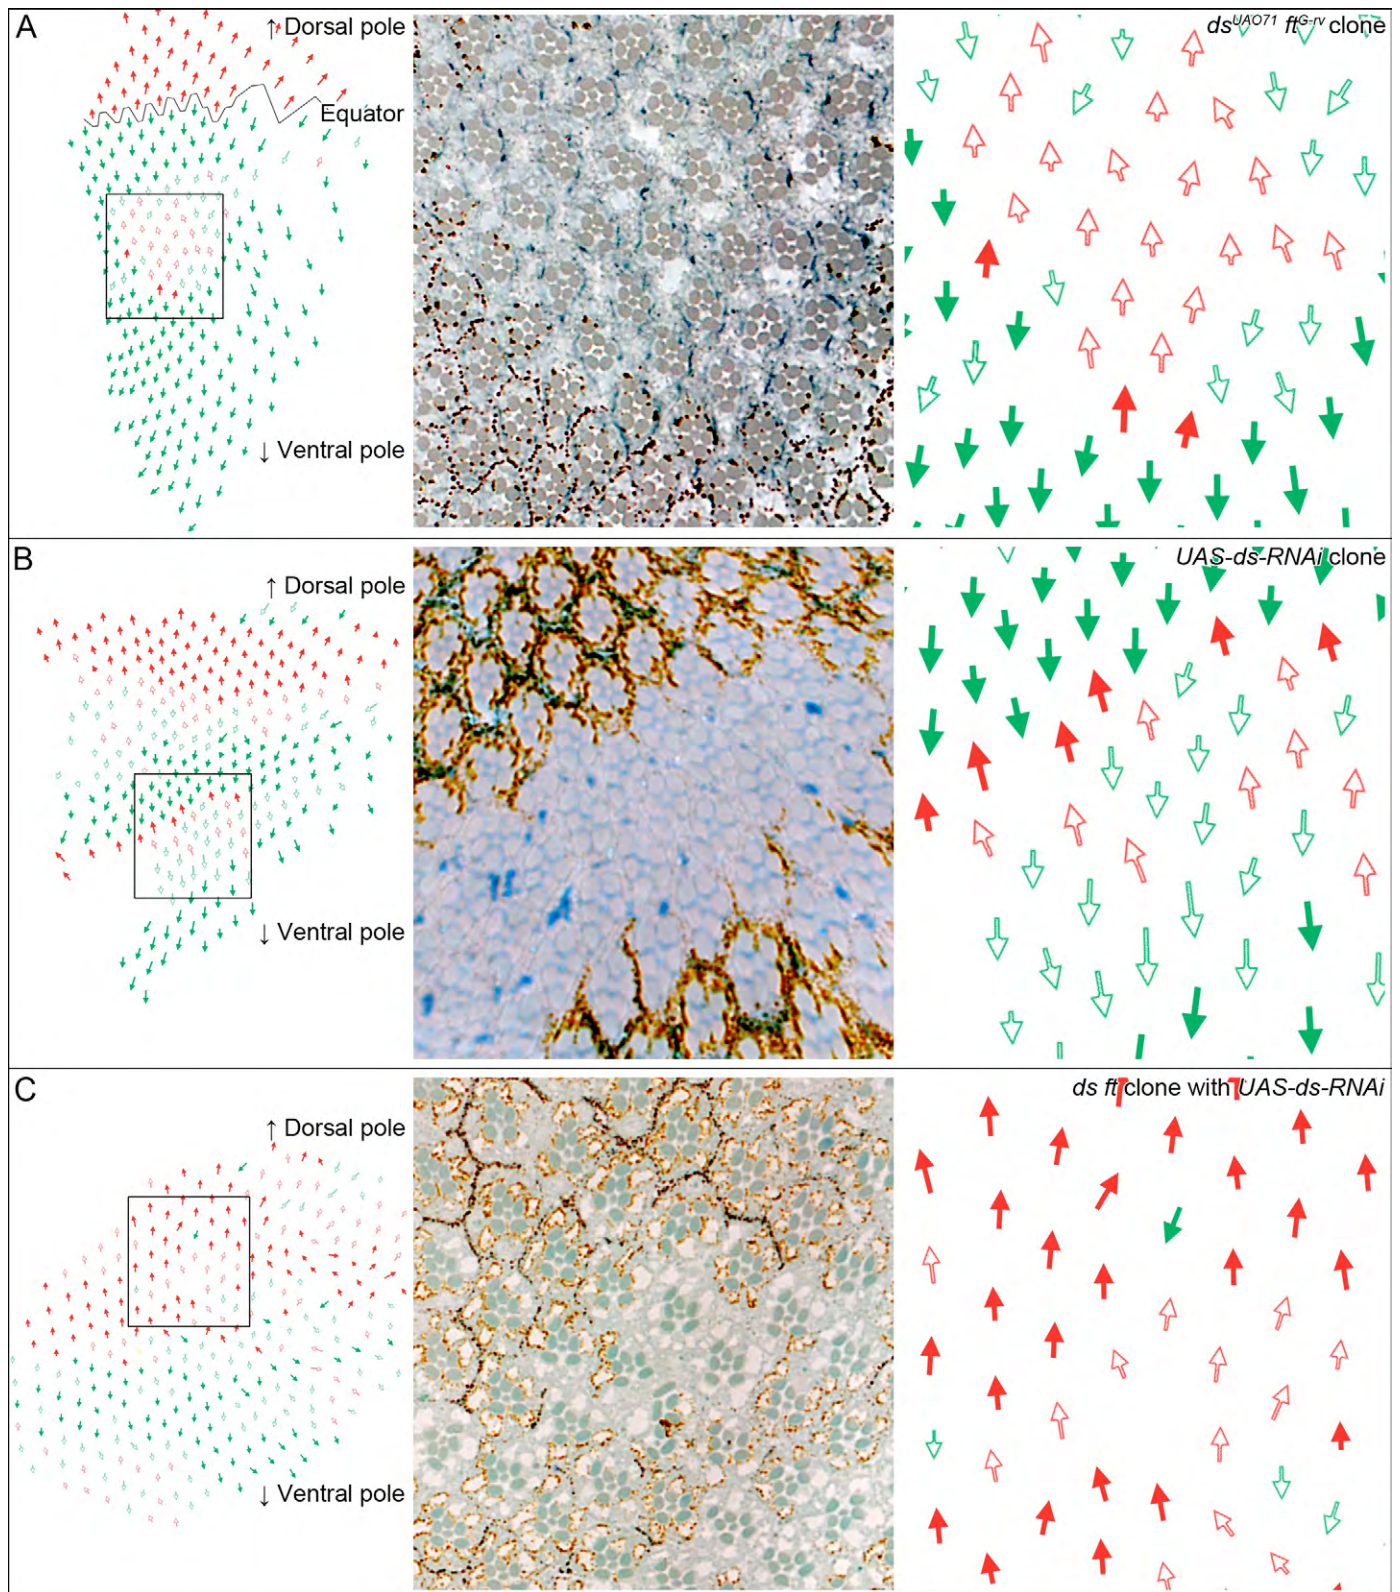 A
↑ Dorsal pole
Equator
↓ Ventral pole
ds^UAO71 ft^G-rv clone
B
↑ Dorsal pole
↓ Ventral pole
UAS-ds-RNAi clone
C
↑ Dorsal pole
↓ Ventral pole
ds ft clone with UAS-ds-RNAi